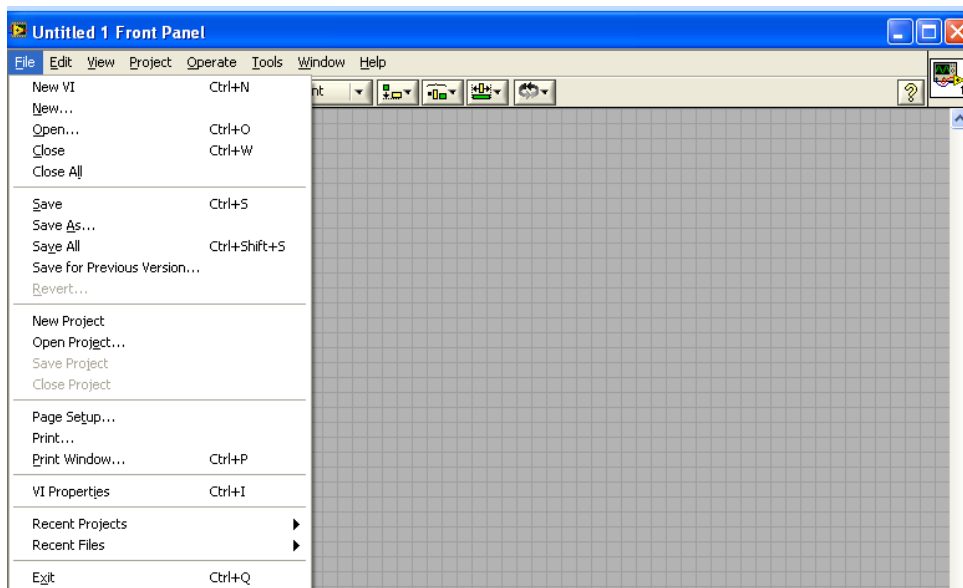 Untitled 1 Front Panel
File Edit View Project Operate Tools Window Help
nt ?
New VI Ctrl+N
New...
Open... Ctrl+O
Close Ctrl+W
Close All
Save Ctrl+S
Save As...
Save All Ctrl+Shift+S
Save for Previous Version...
Revert...
New Project
Open Project...
Save Project
Close Project
Page Setup...
Print...
Print Window... Ctrl+P
VI Properties Ctrl+I
Recent Projects
Recent Files
Exit Ctrl+Q